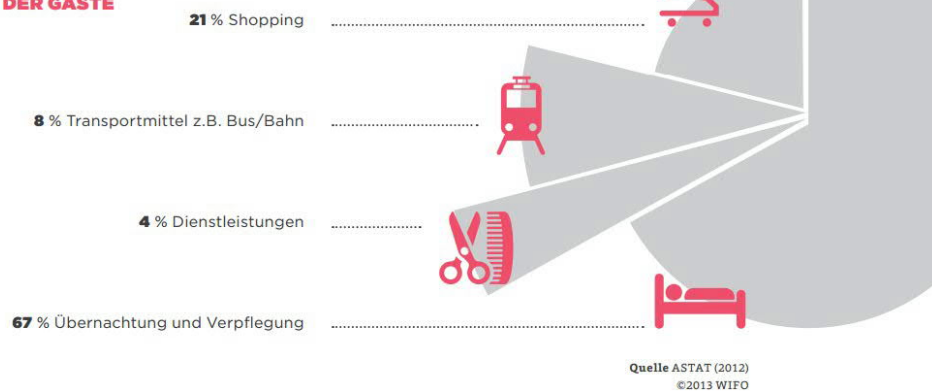 DER GÄSTE
21 % Shopping
8 % Transportmittel z.B. Bus/Bahn
4 % Dienstleistungen
67 % Übernachtung und Verpflegung
Quelle ASTAT (2012)
©2013 WIFO